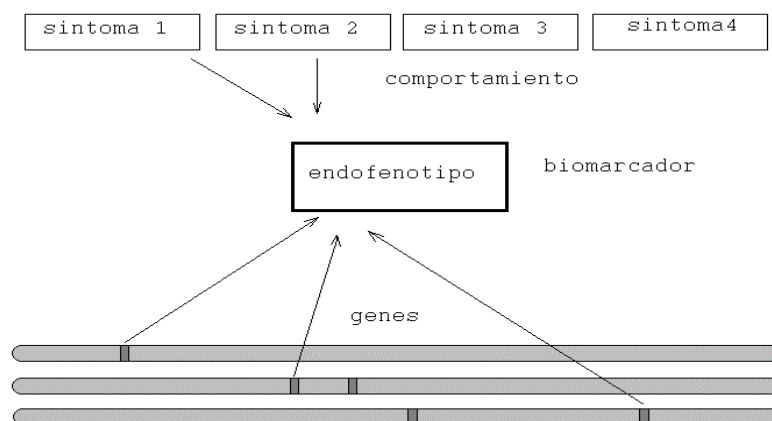 sintoma 1
sintoma 2
sintoma 3
sintoma4
comportamiento
endofenotipo
biomarcador
genes